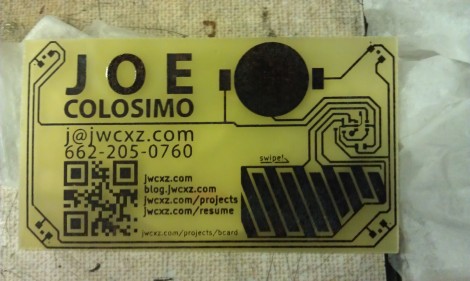 JOE
COLOSIMO
j@jwcxz.com
662-205-0760
swipe!
jwcxz.com
blog.jwcxz.com
jwcxz.com/projects
jwcxz.com/resume
jwcxz.com/projects/bcard